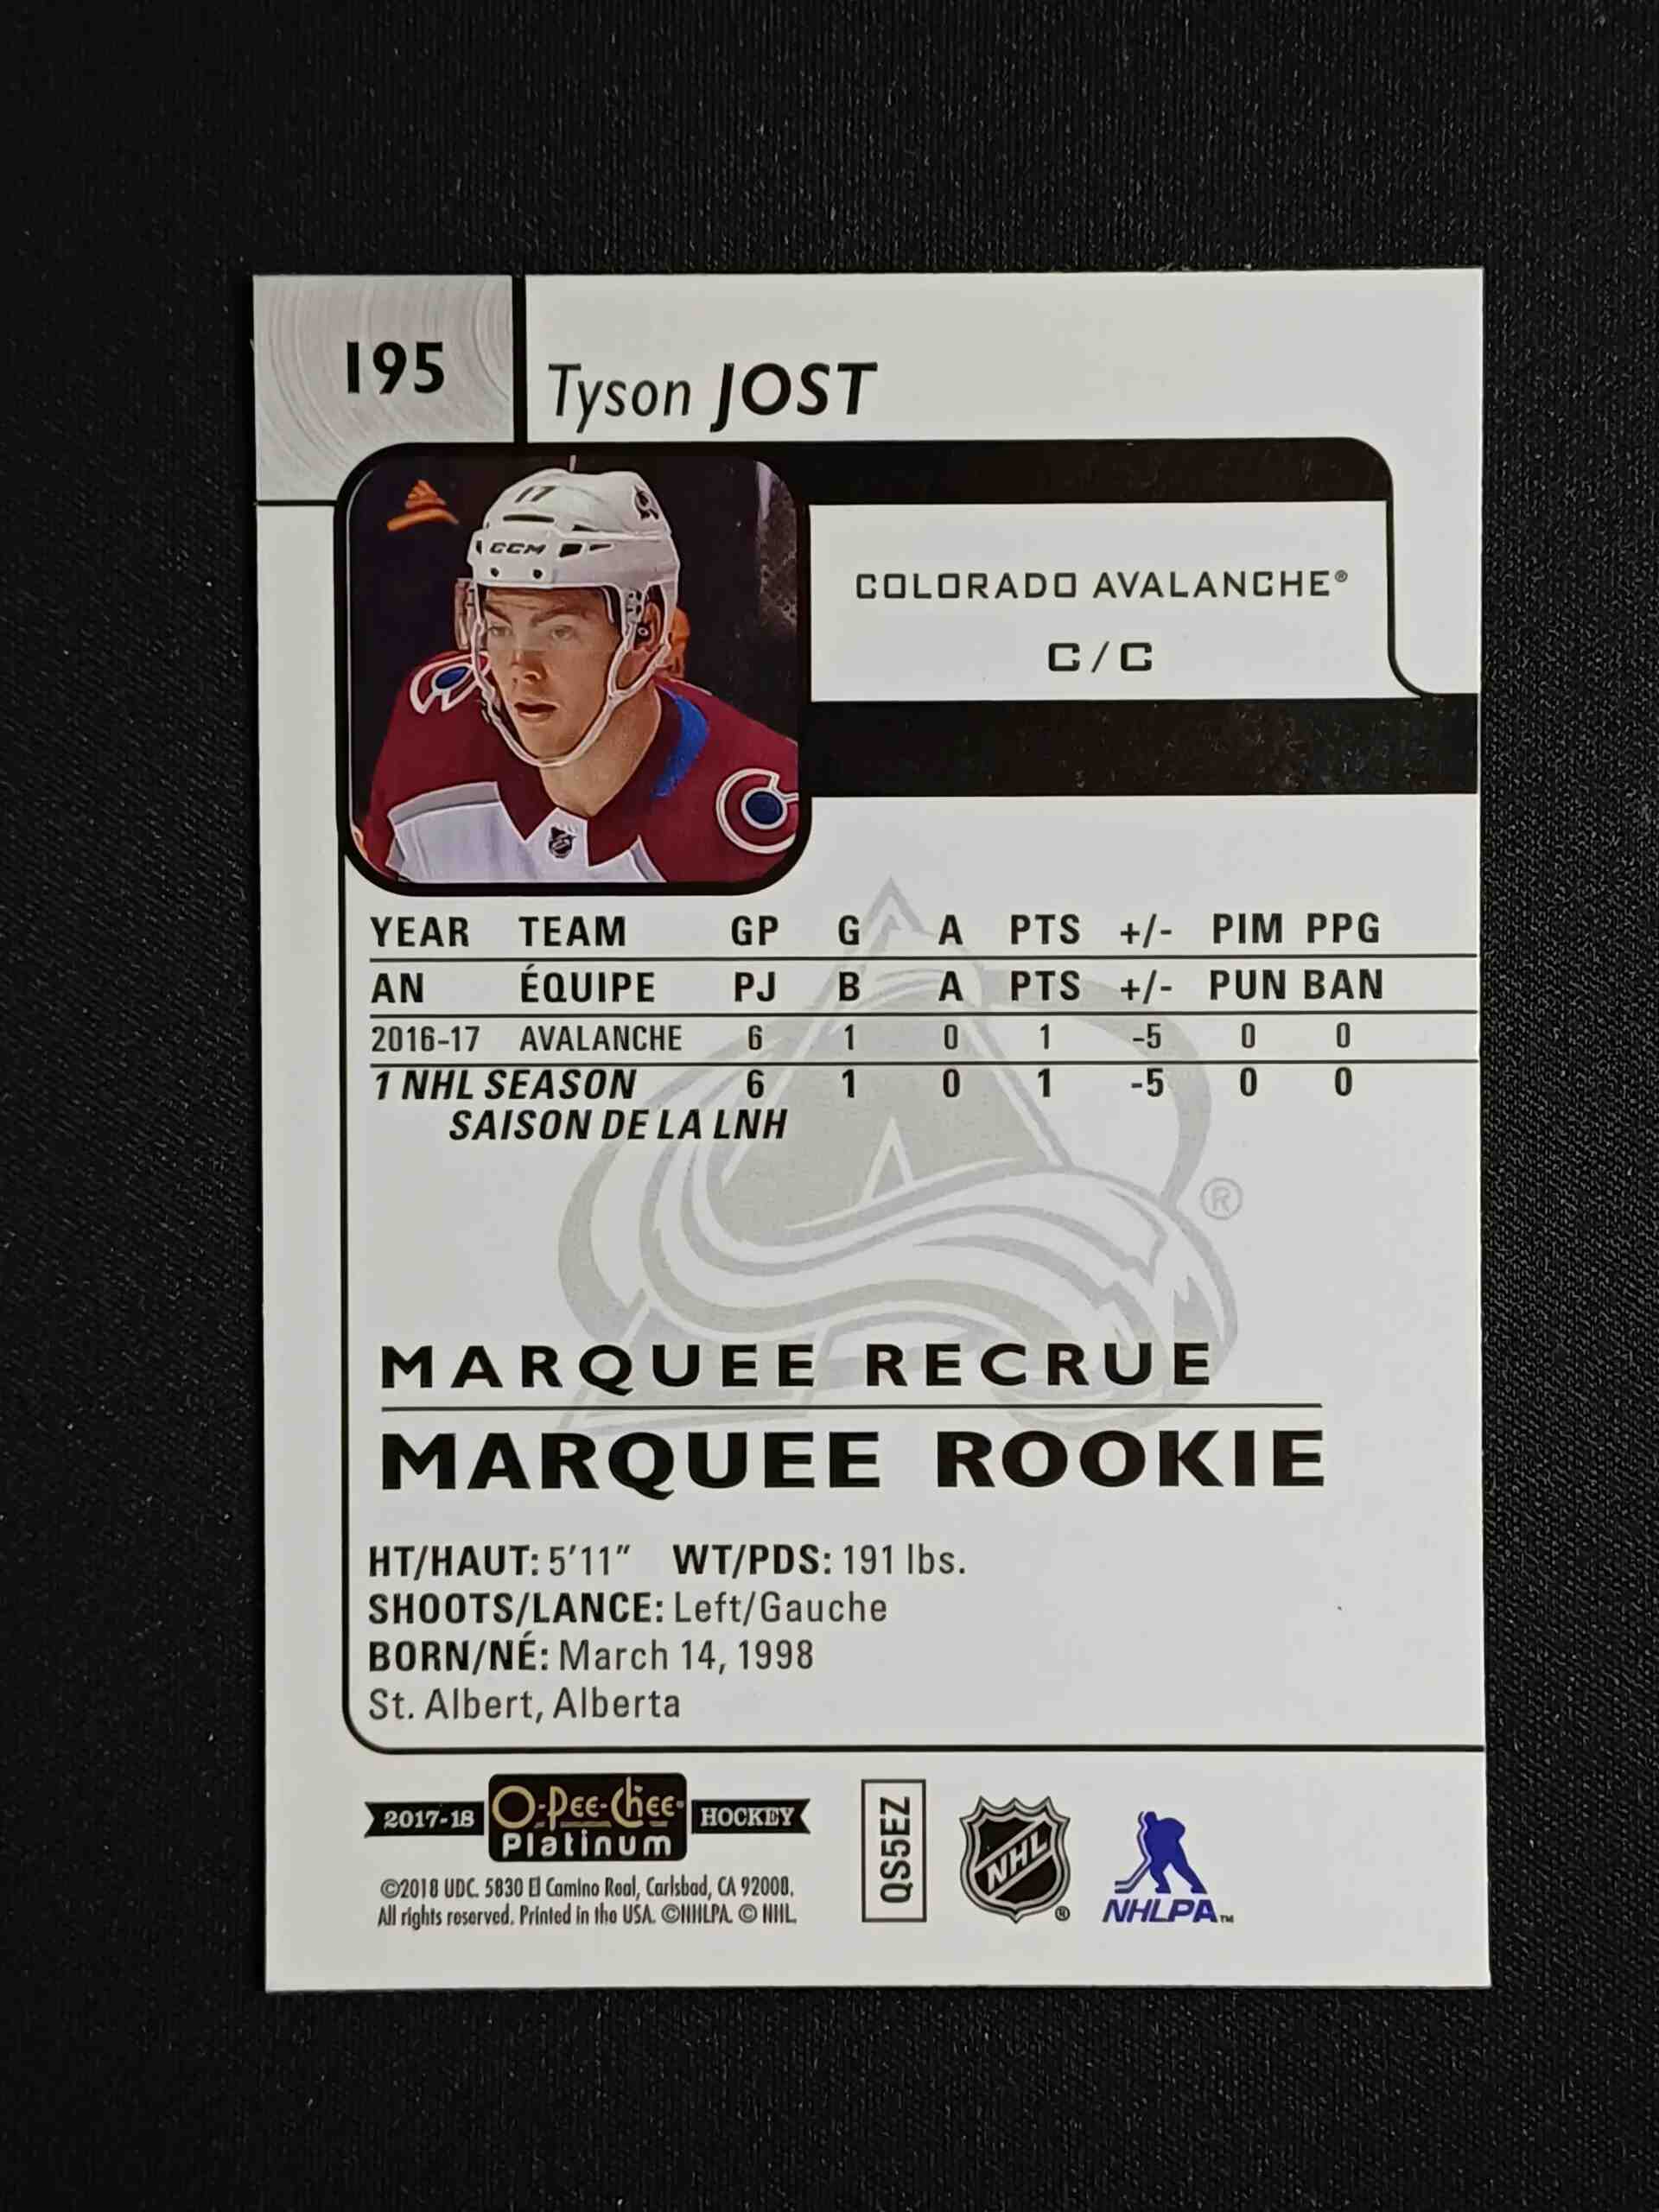 195
Tyson JOST
17
CCM
COLORADO AVALANCHE®
C/C
YEAR TEAM GP G A PTS +/- PIM PPG
AN ÉQUIPE PJ B A PTS +/- PUN BAN
2016-17 AVALANCHE 6 1 0 1 -5 0 0
1 NHL SEASON 6 1 0 1 -5 0 0
SAISON DE LA LNH
®
MARQUEE RECRUE
MARQUEE ROOKIE
HT/HAUT: 5'11" WT/PDS: 191 lbs.
SHOOTS/LANCE: Left/Gauche
BORN/NÉ: March 14, 1998
St. Albert, Alberta
2017-18 O-Pee-Chee® HOCKEY
Platinum
©2018 UDC. 5830 El Camino Real, Carlsbad, CA 92008.
All rights reserved. Printed in the USA. ©NHLPA. © NHL.
QS5EZ
NHL ®
NHLPA™